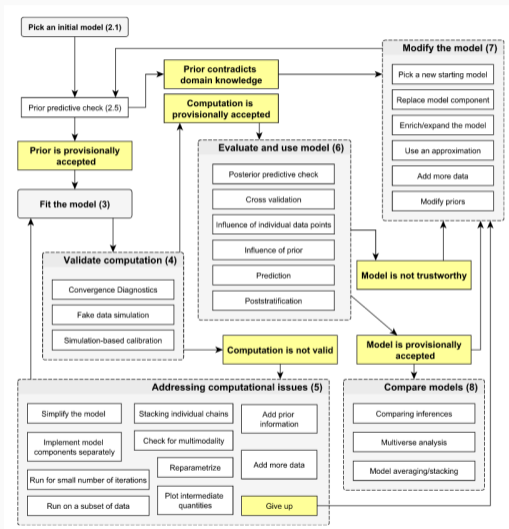 Pick an initial model (2.1)
Modify the model (7)
Prior contradicts
domain knowledge
Pick a new starting model
Computation is
provisionally accepted
Replace model component
Prior predictive check (2.5)
Enrich/expand the model
Prior is provisionally
accepted
Evaluate and use model (6)
Use an approximation
Posterior predictive check
Add more data
Fit the model (3)
Cross validation
Modify priors
Influence of individual data points
Validate computation (4)
Influence of prior
Convergence Diagnostics
Prediction
Model is not trustworthy
Fake data simulation
Poststratification
Simulation-based calibration
Computation is not valid
Model is provisionally
accepted
Addressing computational issues (5)
Compare models (8)
Simplify the model
Stacking individual chains
Add prior
information
Comparing inferences
Implement model
components separately
Check for multimodality
Multiverse analysis
Reparametrize
Add more data
Model averaging/stacking
Run for small number of iterations
Plot intermediate
quantities
Run on a subset of data
Give up